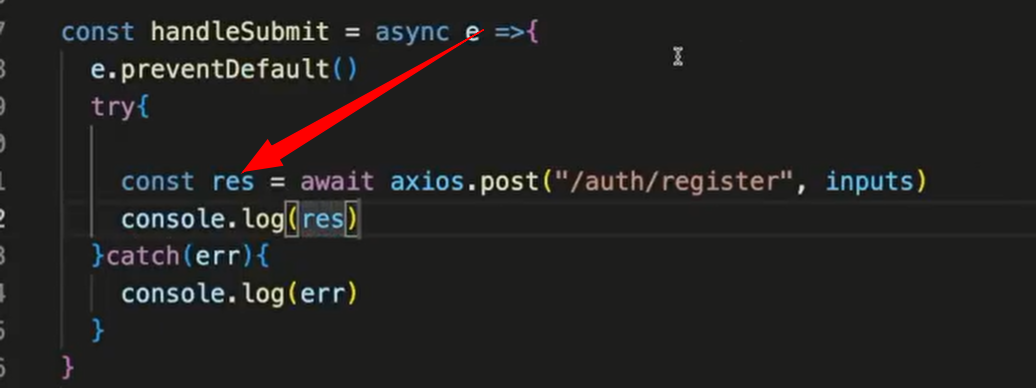 const handleSubmit = async e =>{
e.preventDefault()
try{
const res = await axios.post("/auth/register", inputs)
console.log(res)
}catch(err){
console.log(err)
}
}